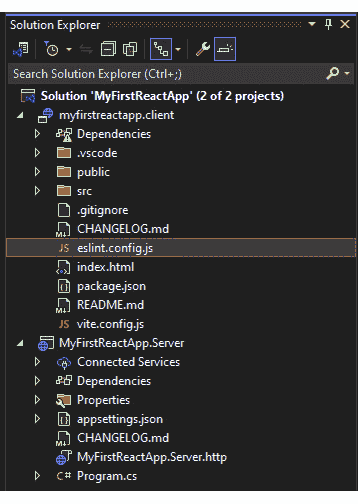 Solution Explorer
Search Solution Explorer (Ctrl+;)
Solution 'MyFirstReactApp' (2 of 2 projects)
myfirstreactapp.client
Dependencies
.vscode
public
src
.gitignore
CHANGELOG.md
JS eslint.config.js
index.html
package.json
README.md
JS vite.config.js
MyFirstReactApp.Server
Connected Services
Dependencies
Properties
appsettings.json
CHANGELOG.md
MyFirstReactApp.Server.http
C# Program.cs